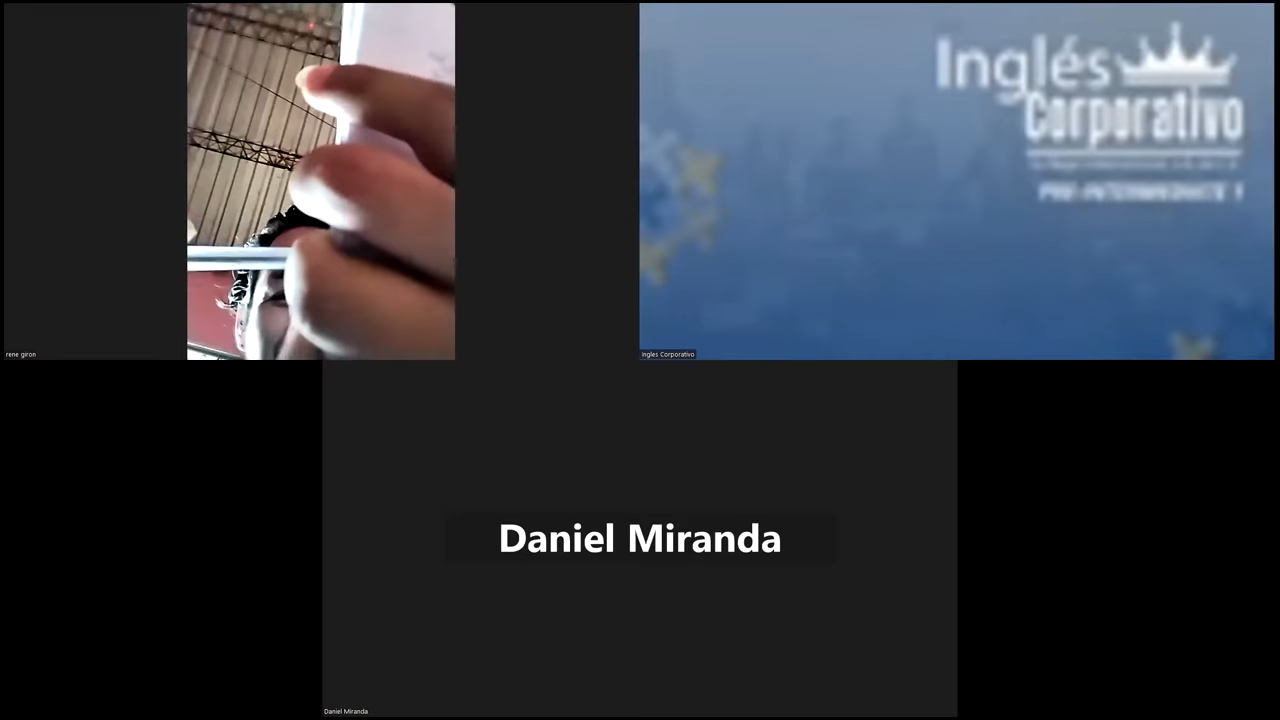 Inglés
Corporativo
PRE-INTERMEDIATE 1
rene giron
Ingles Corporativo
Daniel Miranda
Daniel Miranda